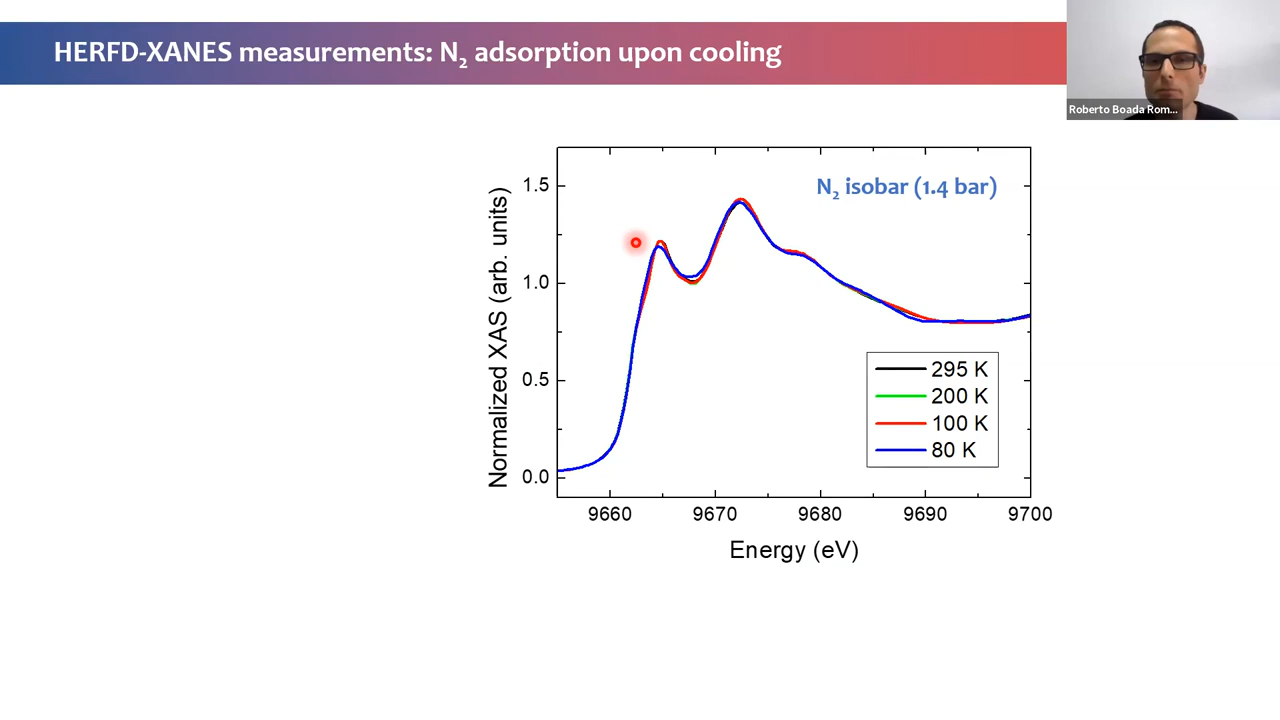 HERFD-XANES measurements: N₂ adsorption upon cooling
Roberto Boada Rom...
N₂ isobar (1.4 bar)
Normalized XAS (arb. units)
1.5
1.0
0.5
0.0
295 K
200 K
100 K
80 K
9660 9670 9680 9690 9700
Energy (eV)